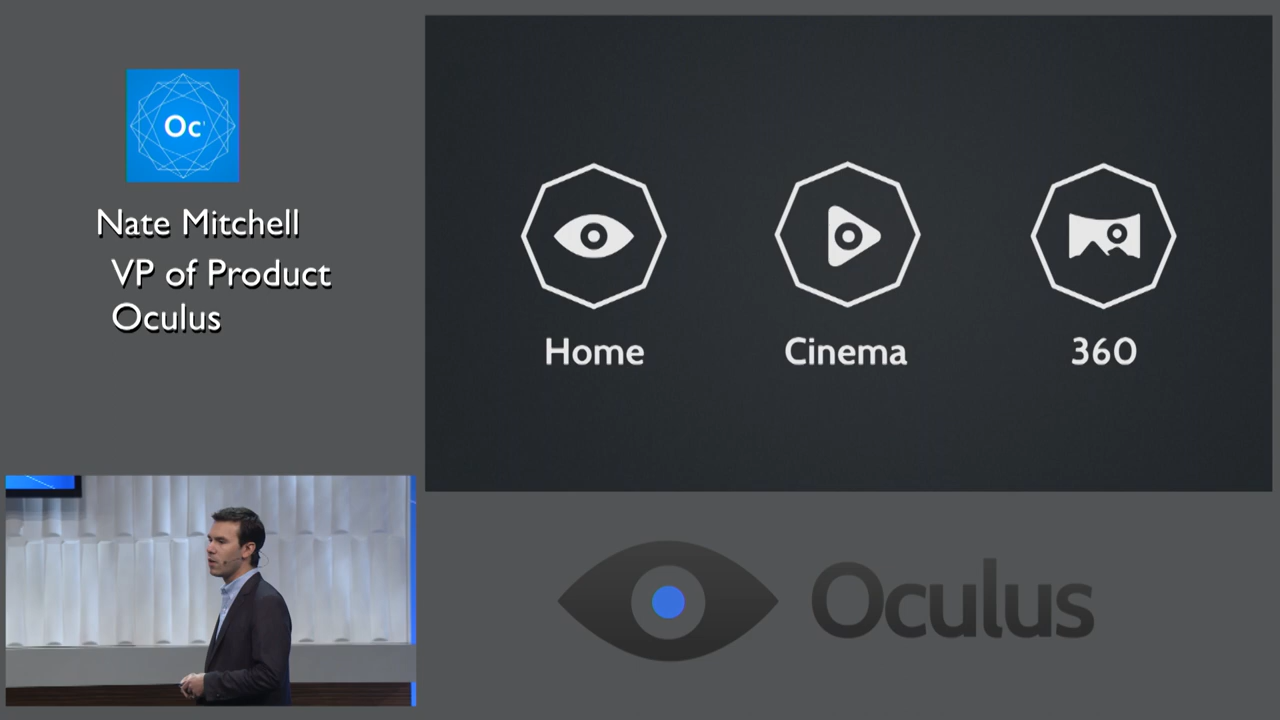 Oc
Nate Mitchell
VP of Product
Oculus
Home
Cinema
360
Oculus